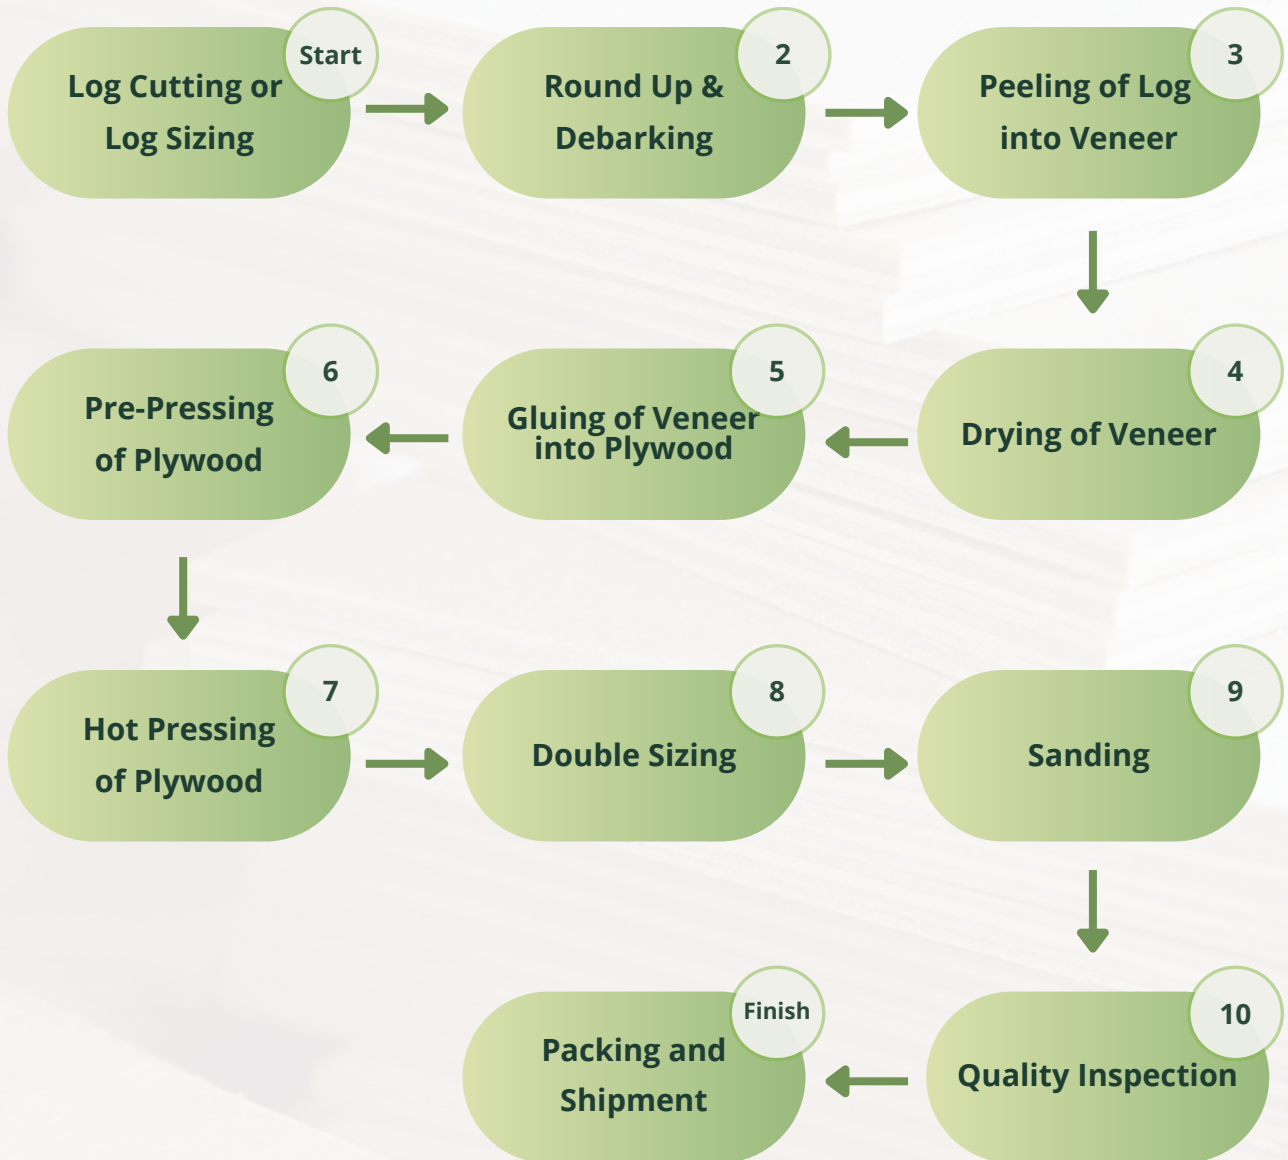 Start
Log Cutting or
Log Sizing
2
Round Up &
Debarking
3
Peeling of Log
into Veneer
4
Drying of Veneer
5
Gluing of Veneer
into Plywood
6
Pre-Pressing
of Plywood
7
Hot Pressing
of Plywood
8
Double Sizing
9
Sanding
10
Quality Inspection
Finish
Packing and
Shipment